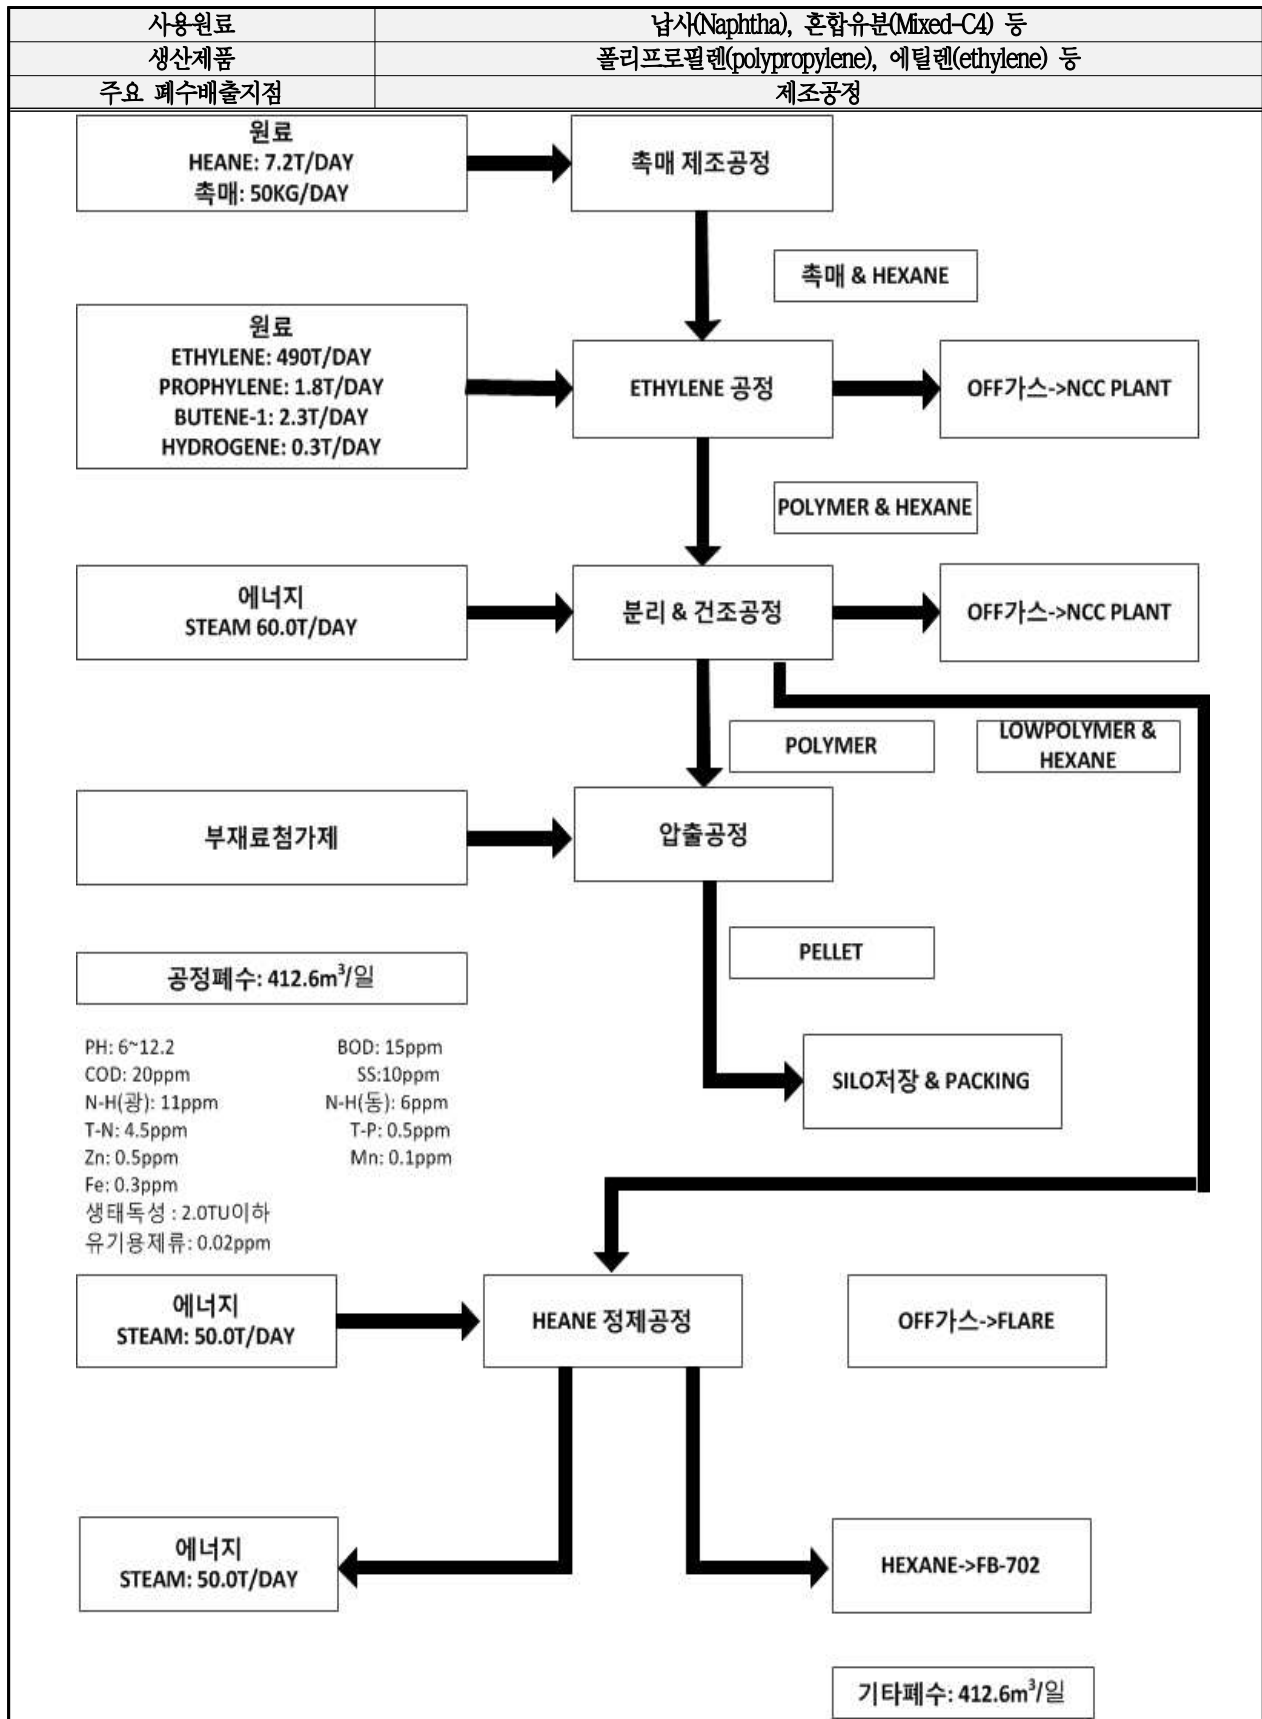 사용원료 납사(Naphtha), 혼합유분(Mixed-C4) 등
생산제품 폴리프로필렌(polypropylene), 에틸렌(ethylene) 등
주요 폐수배출지점 제조공정
원료
HEANE: 7.2T/DAY
촉매: 50KG/DAY
촉매 제조공정
촉매 & HEXANE
원료
ETHYLENE: 490T/DAY
PROPHYLENE: 1.8T/DAY
BUTENE-1: 2.3T/DAY
HYDROGENE: 0.3T/DAY
ETHYLENE 공정
OFF가스->NCC PLANT
POLYMER & HEXANE
에너지
STEAM 60.0T/DAY
분리 & 건조공정
OFF가스->NCC PLANT
POLYMER
LOWPOLYMER &
HEXANE
부재료첨가제
압출공정
PELLET
공정폐수: 412.6m³/일
PH: 6~12.2 BOD: 15ppm
COD: 20ppm SS:10ppm
N-H(광): 11ppm N-H(동): 6ppm
T-N: 4.5ppm T-P: 0.5ppm
Zn: 0.5ppm Mn: 0.1ppm
Fe: 0.3ppm
생태독성 : 2.0TU이하
유기용제류: 0.02ppm
SILO저장 & PACKING
에너지
STEAM: 50.0T/DAY
HEANE 정제공정
OFF가스->FLARE
에너지
STEAM: 50.0T/DAY
HEXANE->FB-702
기타폐수: 412.6m³/일